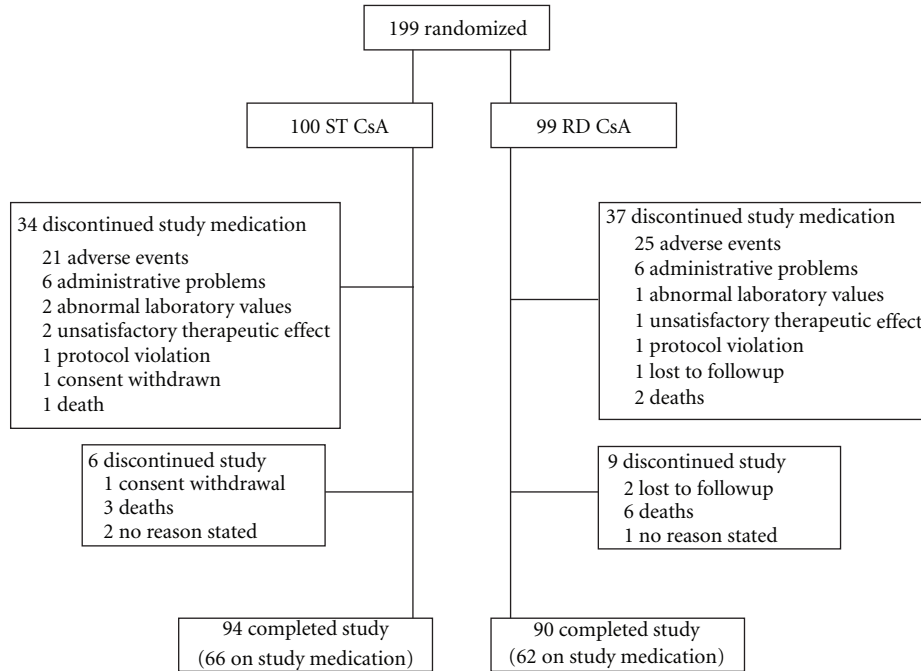 199 randomized
100 ST CsA
99 RD CsA
34 discontinued study medication
21 adverse events
6 administrative problems
2 abnormal laboratory values
2 unsatisfactory therapeutic effect
1 protocol violation
1 consent withdrawn
1 death
37 discontinued study medication
25 adverse events
6 administrative problems
1 abnormal laboratory values
1 unsatisfactory therapeutic effect
1 protocol violation
1 lost to followup
2 deaths
6 discontinued study
1 consent withdrawal
3 deaths
2 no reason stated
9 discontinued study
2 lost to followup
6 deaths
1 no reason stated
94 completed study
(66 on study medication)
90 completed study
(62 on study medication)